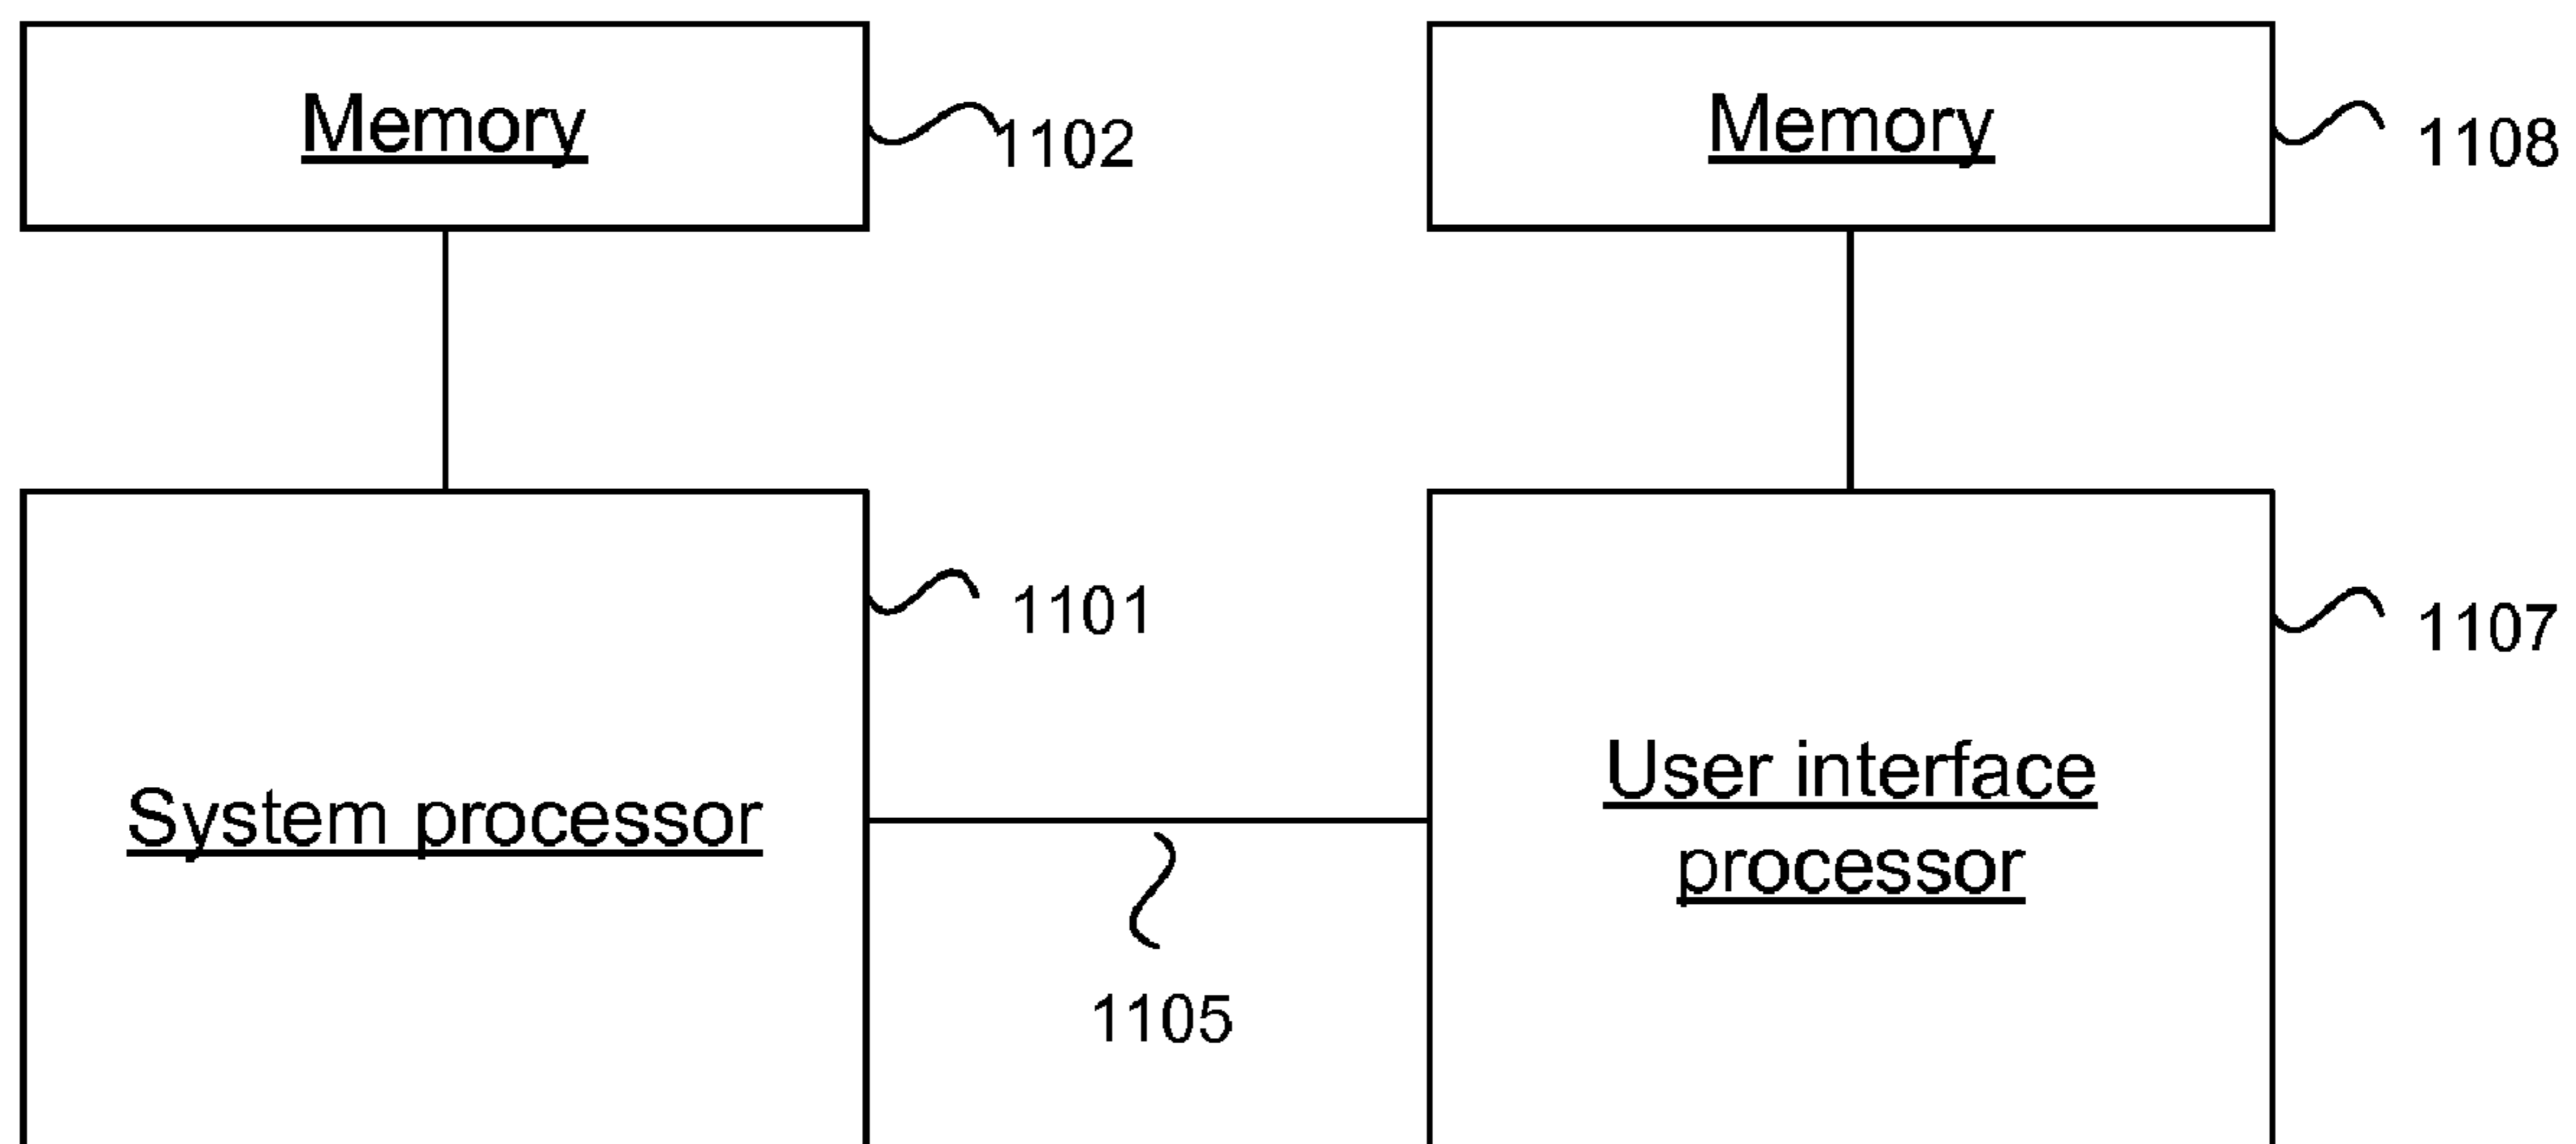 Memory
1102
Memory
1108
1101
1107
System processor
User interface
processor
1105